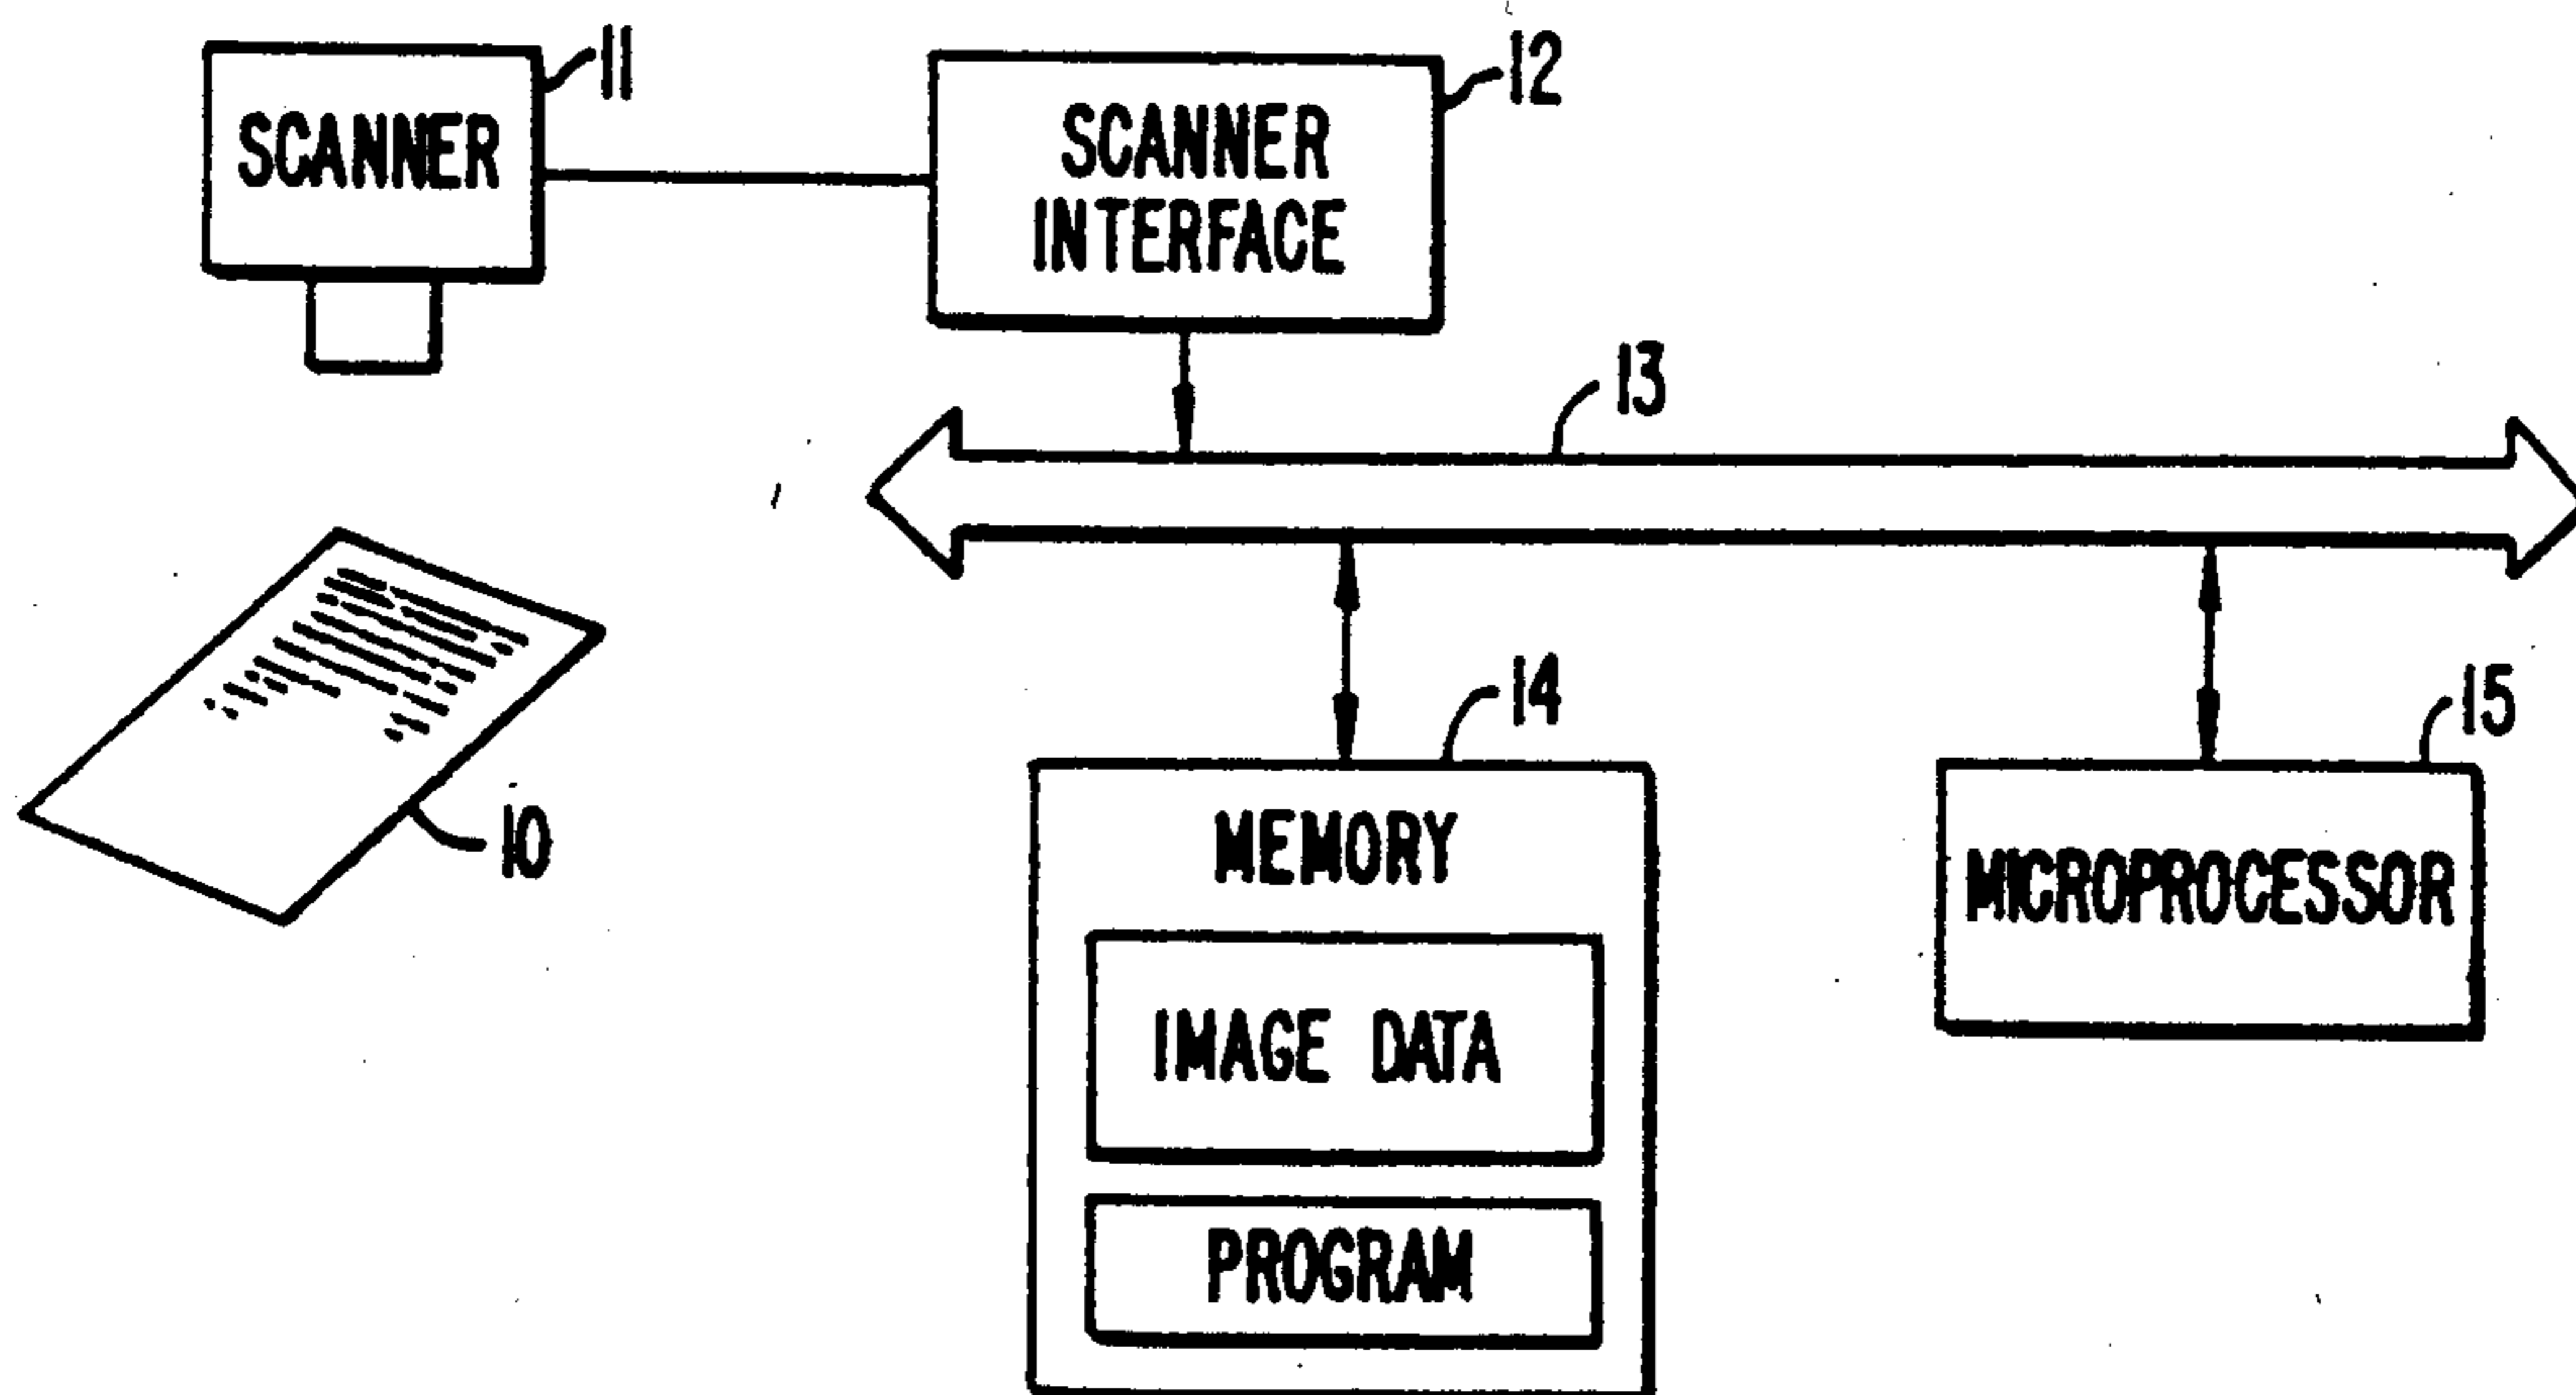 SCANNER
11
SCANNER
INTERFACE
12
13
10
14
MEMORY
IMAGE DATA
PROGRAM
15
MICROPROCESSOR